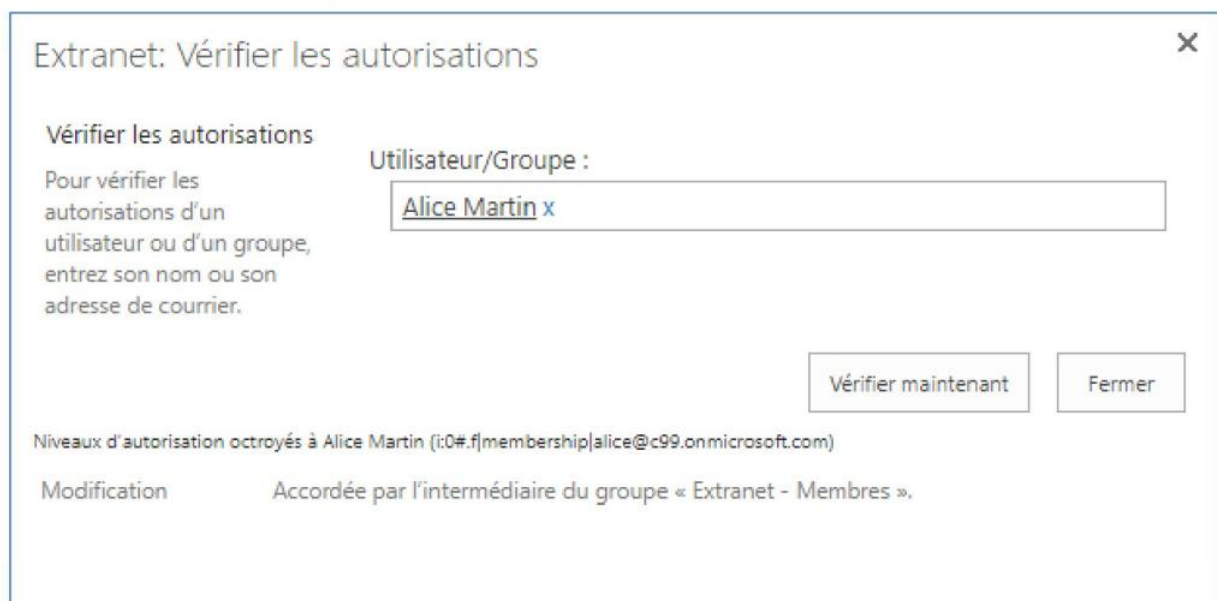 Extranet: Vérifier les autorisations
Vérifier les autorisations
Pour vérifier les
autorisations d'un
utilisateur ou d'un groupe,
entrez son nom ou son
adresse de courrier.
Utilisateur/Groupe :
Alice Martin x
Vérifier maintenant
Fermer
Niveaux d'autorisation octroyés à Alice Martin (i:0#.f|membership|alice@c99.onmicrosoft.com)
Modification Accordée par l'intermédiaire du groupe « Extranet - Membres ».